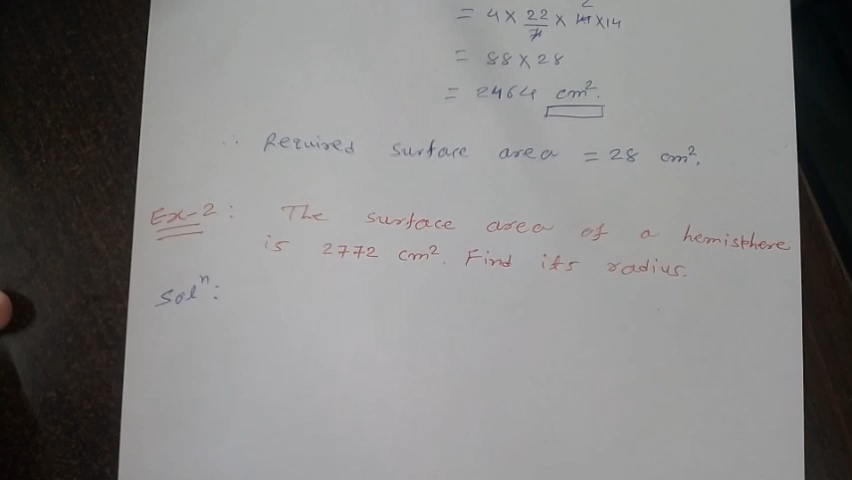 = 4 × 22/7 × 14 × 14
2
= 88 × 28
= 2464 cm².
∴ Required surface area = 28 cm².
Ex-2: The surface area of a hemisphere
is 2772 cm². Find its radius.
Solⁿ: